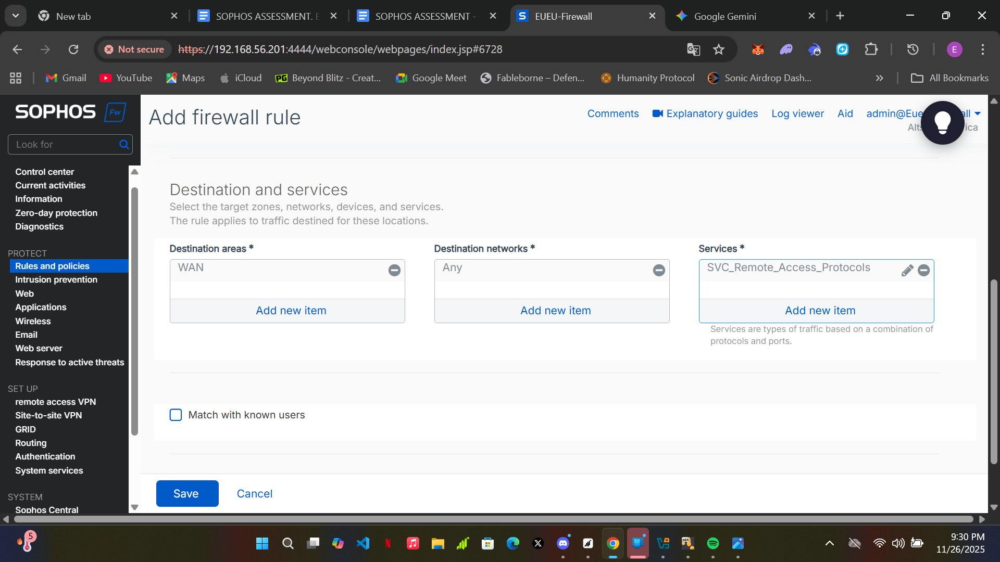 New tab
SOPHOS ASSESSMENT. E
SOPHOS ASSESSMENT -
EUEU-Firewall
Google Gemini
Not secure
https://192.168.56.201:4444/webconsole/webpages/index.jsp#6728
E
Gmail
YouTube
Maps
iCloud
Beyond Blitz - Creat...
Google Meet
Fableborne – Defen...
Humanity Protocol
Sonic Airdrop Dash...
All Bookmarks
SOPHOS Fw
Look for
Control center
Current activities
Information
Zero-day protection
Diagnostics
PROTECT
Rules and policies
Intrusion prevention
Web
Applications
Wireless
Email
Web server
Response to active threats
SET UP
remote access VPN
Site-to-site VPN
GRID
Routing
Authentication
System services
SYSTEM
Sophos Central
Add firewall rule
Comments
Explanatory guides
Log viewer
Aid
Destination and services
Select the target zones, networks, devices, and services.
The rule applies to traffic destined for these locations.
Destination areas *
WAN
Add new item
Destination networks *
Any
Add new item
Services *
SVC_Remote_Access_Protocols
Add new item
Services are types of traffic based on a combination of
protocols and ports.
Match with known users
Save
Cancel
5
9:30 PM
11/26/2025